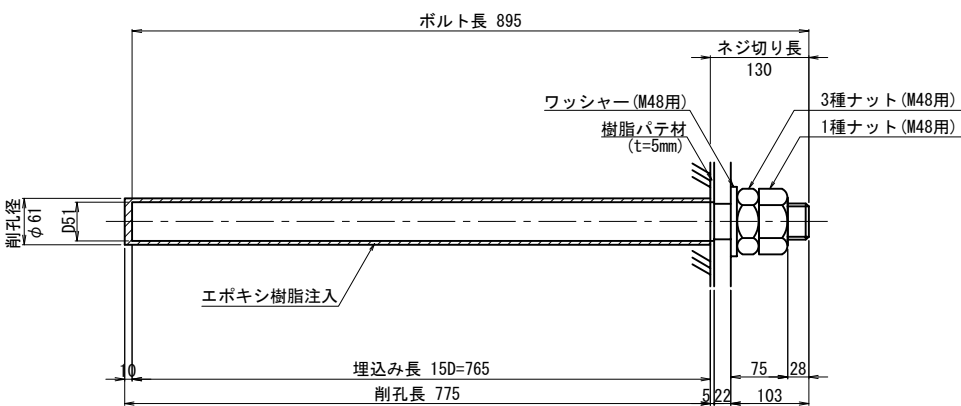 ボルト長 895
ネジ切り長
130
ワッシャー(M48用)
3種ナット(M48用)
樹脂パテ材
(t=5mm)
1種ナット(M48用)
削孔径
φ61
D51
エポキシ樹脂注入
10
埋込み長 15D=765
75
28
削孔長 775
5
22
103